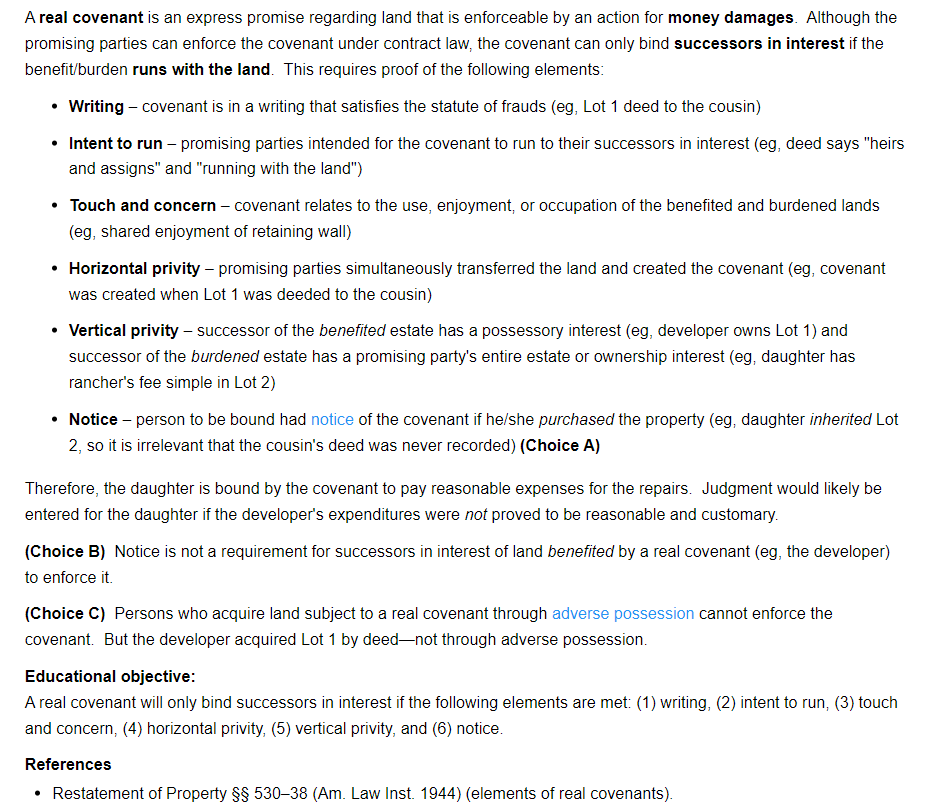 A real covenant is an express promise regarding land that is enforceable by an action for money damages.  Although the
promising parties can enforce the covenant under contract law, the covenant can only bind successors in interest if the
benefit/burden runs with the land.  This requires proof of the following elements:
• Writing – covenant is in a writing that satisfies the statute of frauds (eg, Lot 1 deed to the cousin)
• Intent to run – promising parties intended for the covenant to run to their successors in interest (eg, deed says "heirs
and assigns" and "running with the land")
• Touch and concern – covenant relates to the use, enjoyment, or occupation of the benefited and burdened lands
(eg, shared enjoyment of retaining wall)
• Horizontal privity – promising parties simultaneously transferred the land and created the covenant (eg, covenant
was created when Lot 1 was deeded to the cousin)
• Vertical privity – successor of the benefited estate has a possessory interest (eg, developer owns Lot 1) and
successor of the burdened estate has a promising party's entire estate or ownership interest (eg, daughter has
rancher's fee simple in Lot 2)
• Notice – person to be bound had notice of the covenant if he/she purchased the property (eg, daughter inherited Lot
2, so it is irrelevant that the cousin's deed was never recorded) (Choice A)
Therefore, the daughter is bound by the covenant to pay reasonable expenses for the repairs.  Judgment would likely be
entered for the daughter if the developer's expenditures were not proved to be reasonable and customary.
(Choice B)  Notice is not a requirement for successors in interest of land benefited by a real covenant (eg, the developer)
to enforce it.
(Choice C)  Persons who acquire land subject to a real covenant through adverse possession cannot enforce the
covenant.  But the developer acquired Lot 1 by deed—not through adverse possession.
Educational objective:
A real covenant will only bind successors in interest if the following elements are met: (1) writing, (2) intent to run, (3) touch
and concern, (4) horizontal privity, (5) vertical privity, and (6) notice.
References
• Restatement of Property §§ 530–38 (Am. Law Inst. 1944) (elements of real covenants).